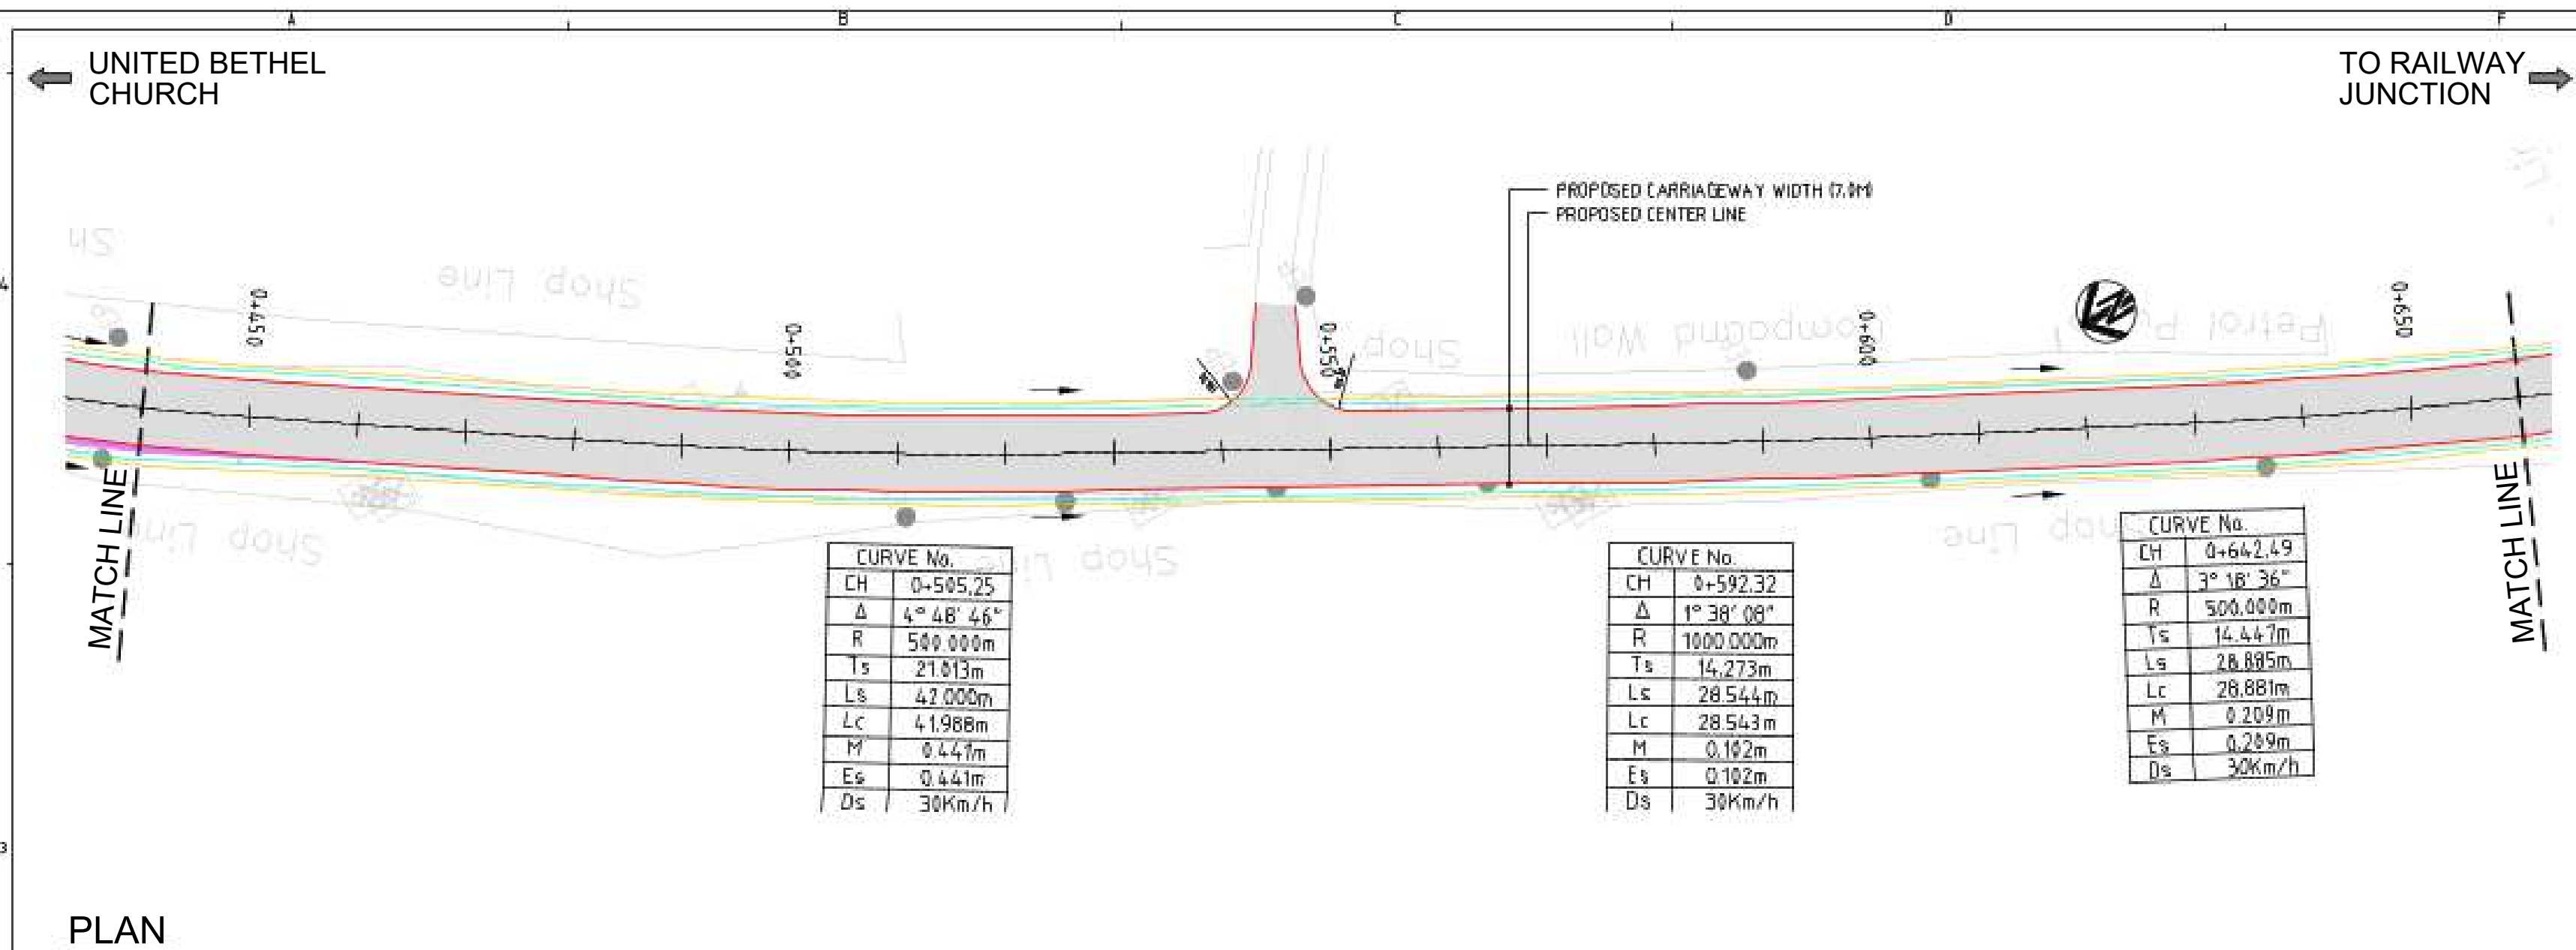 A B C D F
UNITED BETHEL
CHURCH
TO RAILWAY
JUNCTION
PROPOSED CARRIAGEWAY WIDTH (7.0M)
PROPOSED CENTER LINE
Shop Line
0+450
0+500
0+550
Shop
Compound Wall
0+600
Petrol Pu
0+650
4
MATCH LINE
Shop Line
Shop Line
Shop Line
MATCH LINE
CURVE No.
CH 0+505.25
Δ 4° 48' 46"
R 500.000m
Ts 21.013m
Ls 42.000m
Lc 41.988m
M 0.441m
Es 0.441m
Ds 30Km/h
CURVE No.
CH 0+592.32
Δ 1° 38' 08"
R 1000.000m
Ts 14.273m
Ls 28.544m
Lc 28.543m
M 0.102m
Es 0.102m
Ds 30Km/h
CURVE No.
CH 0+642.49
Δ 3° 18' 36"
R 500.000m
Ts 14.447m
Ls 28.885m
Lc 28.881m
M 0.209m
Es 0.209m
Ds 30Km/h
3
PLAN